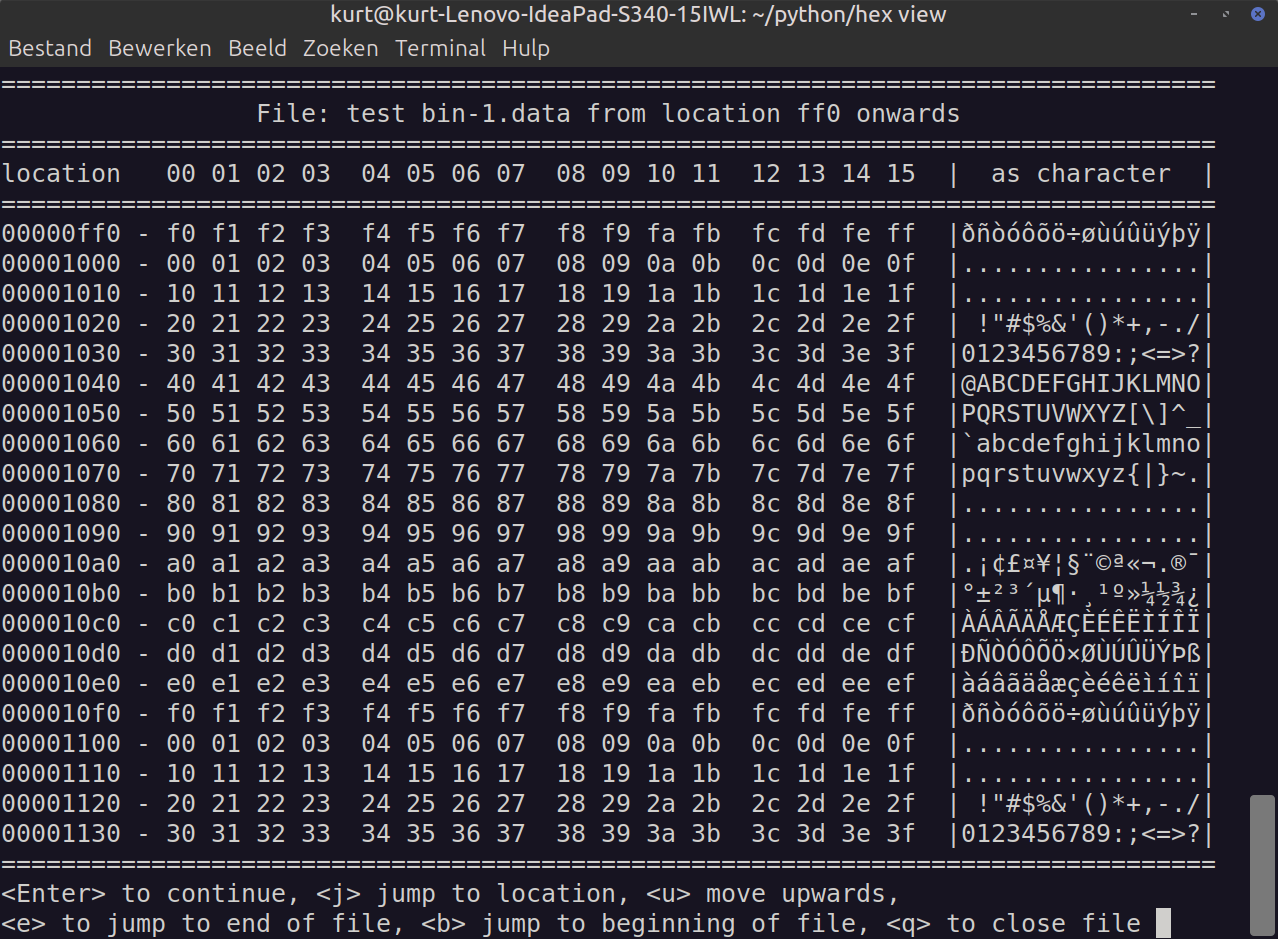 kurt@kurt-Lenovo-IdeaPad-S340-15IWL: ~/python/hex view
Bestand Bewerken Beeld Zoeken Terminal Hulp
=================================================================================
File: test bin-1.data from location ff0 onwards
=================================================================================
location   00 01 02 03  04 05 06 07  08 09 10 11  12 13 14 15  |  as character  |
=================================================================================
00000ff0 - f0 f1 f2 f3  f4 f5 f6 f7  f8 f9 fa fb  fc fd fe ff  |ðñòóôõö÷øùúûüýþÿ|
00001000 - 00 01 02 03  04 05 06 07  08 09 0a 0b  0c 0d 0e 0f  |................|
00001010 - 10 11 12 13  14 15 16 17  18 19 1a 1b  1c 1d 1e 1f  |................|
00001020 - 20 21 22 23  24 25 26 27  28 29 2a 2b  2c 2d 2e 2f  | !"#$%&'()*+,-./|
00001030 - 30 31 32 33  34 35 36 37  38 39 3a 3b  3c 3d 3e 3f  |0123456789:;<=>?|
00001040 - 40 41 42 43  44 45 46 47  48 49 4a 4b  4c 4d 4e 4f  |@ABCDEFGHIJKLMNO|
00001050 - 50 51 52 53  54 55 56 57  58 59 5a 5b  5c 5d 5e 5f  |PQRSTUVWXYZ[\]^_|
00001060 - 60 61 62 63  64 65 66 67  68 69 6a 6b  6c 6d 6e 6f  |`abcdefghijklmno|
00001070 - 70 71 72 73  74 75 76 77  78 79 7a 7b  7c 7d 7e 7f  |pqrstuvwxyz{|}~.|
00001080 - 80 81 82 83  84 85 86 87  88 89 8a 8b  8c 8d 8e 8f  |................|
00001090 - 90 91 92 93  94 95 96 97  98 99 9a 9b  9c 9d 9e 9f  |................|
000010a0 - a0 a1 a2 a3  a4 a5 a6 a7  a8 a9 aa ab  ac ad ae af  |.¡¢£¤¥¦§¨©ª«¬.®¯|
000010b0 - b0 b1 b2 b3  b4 b5 b6 b7  b8 b9 ba bb  bc bd be bf  |°±²³´µ¶·¸¹º»¼½¾¿|
000010c0 - c0 c1 c2 c3  c4 c5 c6 c7  c8 c9 ca cb  cc cd ce cf  |ÀÁÂÃÄÅÆÇÈÉÊËÌÍÎÏ|
000010d0 - d0 d1 d2 d3  d4 d5 d6 d7  d8 d9 da db  dc dd de df  |ÐÑÒÓÔÕÖ×ØÙÚÛÜÝÞß|
000010e0 - e0 e1 e2 e3  e4 e5 e6 e7  e8 e9 ea eb  ec ed ee ef  |àáâãäåæçèéêëìíîï|
000010f0 - f0 f1 f2 f3  f4 f5 f6 f7  f8 f9 fa fb  fc fd fe ff  |ðñòóôõö÷øùúûüýþÿ|
00001100 - 00 01 02 03  04 05 06 07  08 09 0a 0b  0c 0d 0e 0f  |................|
00001110 - 10 11 12 13  14 15 16 17  18 19 1a 1b  1c 1d 1e 1f  |................|
00001120 - 20 21 22 23  24 25 26 27  28 29 2a 2b  2c 2d 2e 2f  | !"#$%&'()*+,-./|
00001130 - 30 31 32 33  34 35 36 37  38 39 3a 3b  3c 3d 3e 3f  |0123456789:;<=>?|
=================================================================================
<Enter> to continue, <j> jump to location, <u> move upwards,
<e> to jump to end of file, <b> jump to beginning of file, <q> to close file